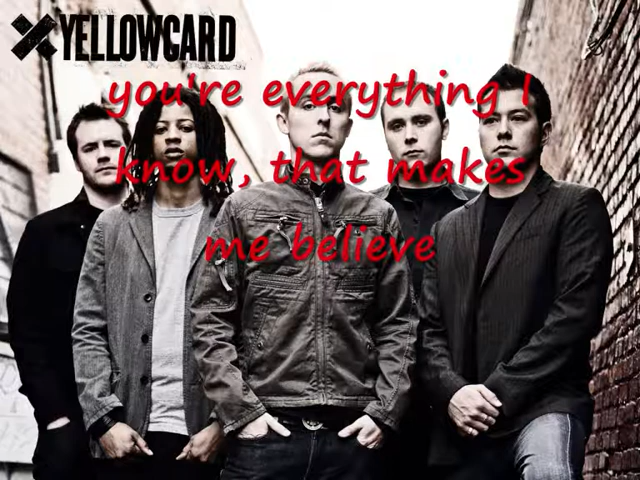 YELLOWCARD
you're everything I
know, that makes
me believe